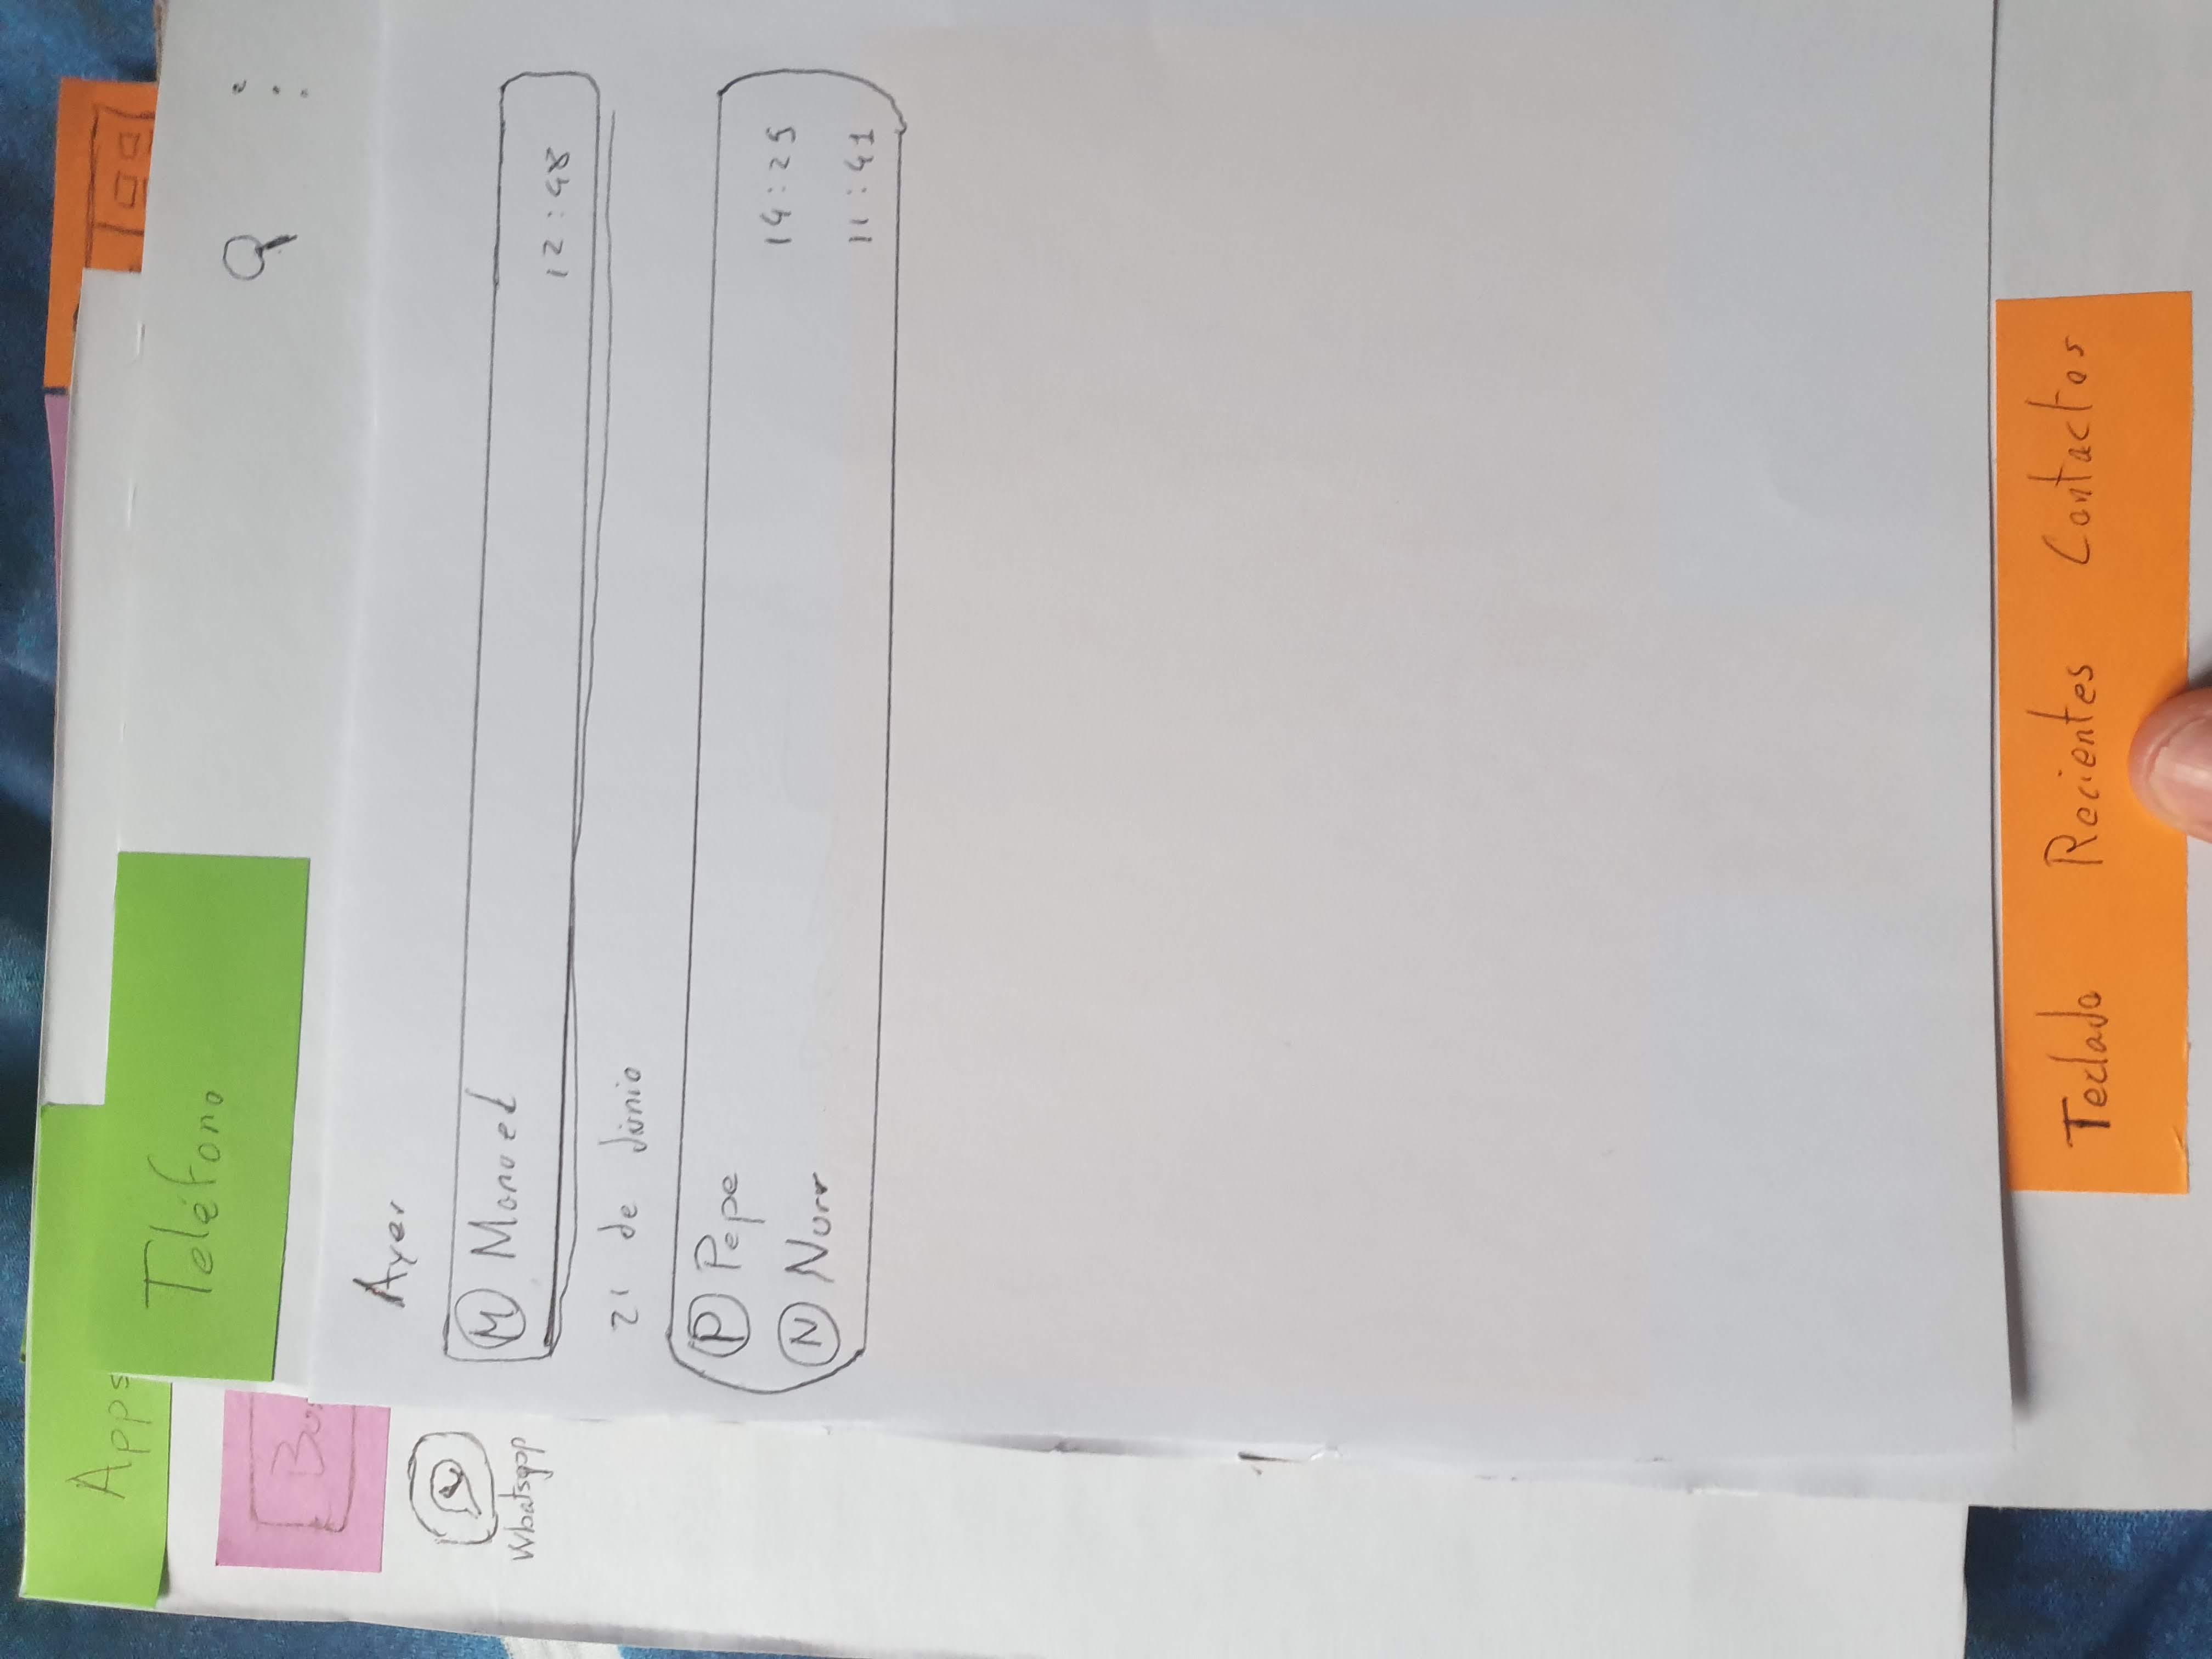 Apps
Teléfono
Ayer
M Manuel
12:48
Whatsapp
21 de Junio
P Pepe
14:25
N Nurr
11:41
Teclado Recientes Contactos